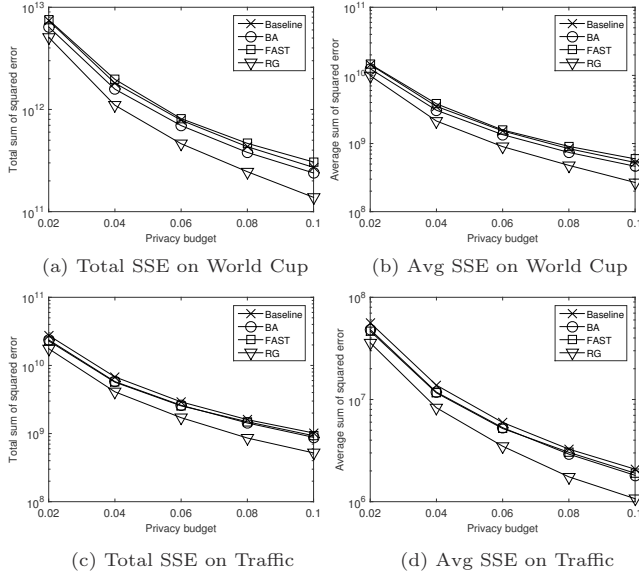 10^13
10^12
10^11
Total sum of squared error
0.02 0.04 0.06 0.08 0.1
Privacy budget
Baseline
BA
FAST
RG
(a) Total SSE on World Cup
10^11
10^10
10^9
10^8
Average sum of squared error
0.02 0.04 0.06 0.08 0.1
Privacy budget
Baseline
BA
FAST
RG
(b) Avg SSE on World Cup
10^11
10^10
10^9
10^8
Total sum of squared error
0.02 0.04 0.06 0.08 0.1
Privacy budget
Baseline
BA
FAST
RG
(c) Total SSE on Traffic
10^8
10^7
10^6
Average sum of squared error
0.02 0.04 0.06 0.08 0.1
Privacy budget
Baseline
BA
FAST
RG
(d) Avg SSE on Traffic